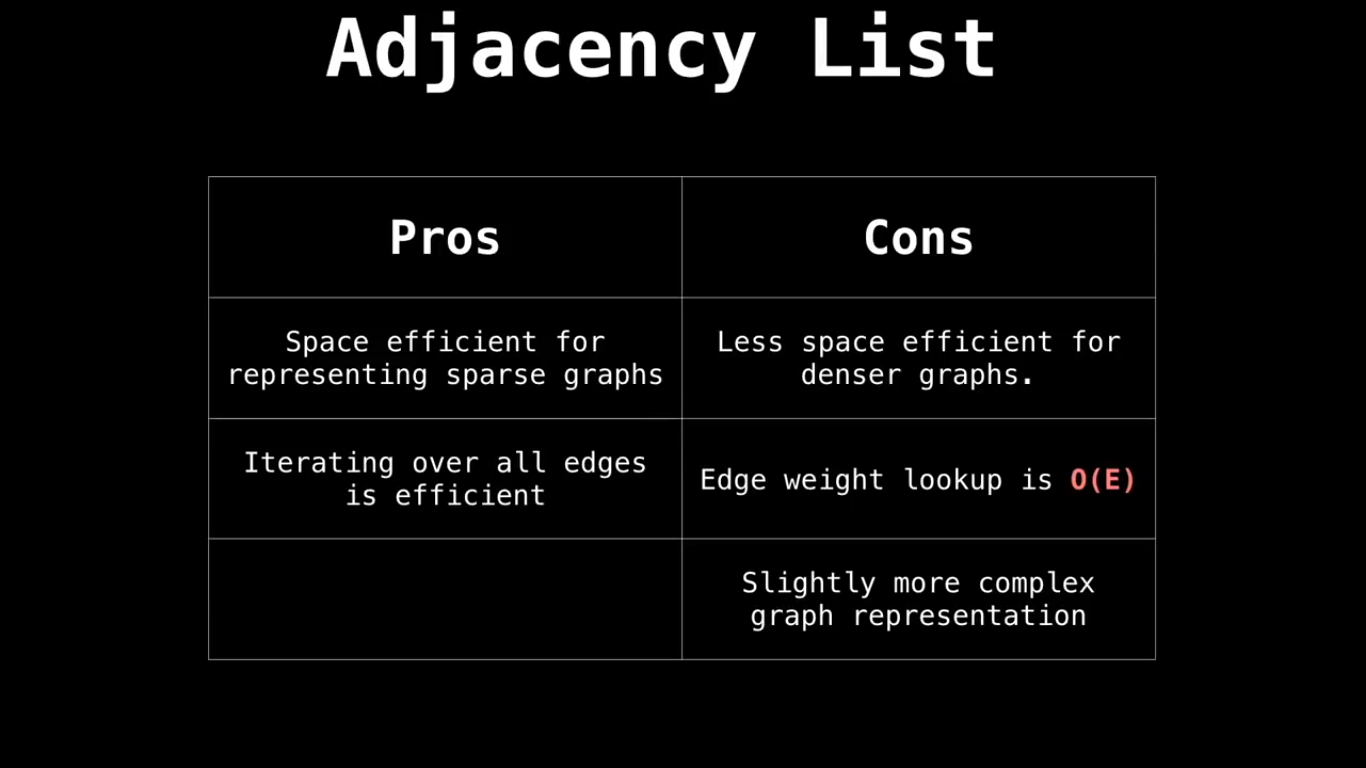 Adjacency List
Pros
Cons
Space efficient for
representing sparse graphs
Less space efficient for
denser graphs.
Iterating over all edges
is efficient
Edge weight lookup is O(E)
Slightly more complex
graph representation